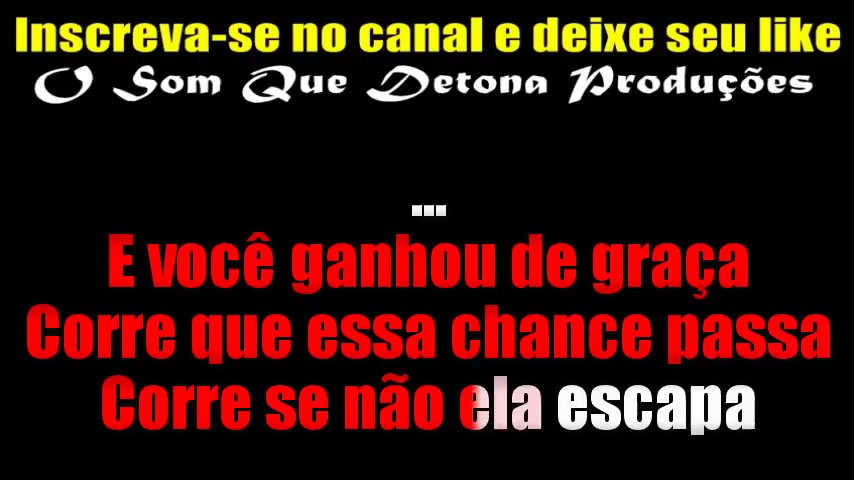 Inscreva-se no canal e deixe seu like
O Som Que Detona Produções
...
E você ganhou de graça
Corre que essa chance passa
Corre se não ela escapa